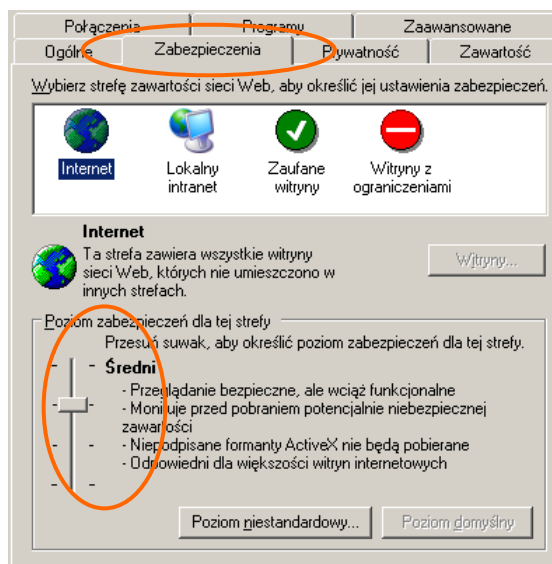 Połączenia Programy Zaawansowane
Ogólne Zabezpieczenia Prywatność Zawartość
Wybierz strefę zawartości sieci Web, aby określić jej ustawienia zabezpieczeń.
Internet Lokalny intranet Zaufane witryny Witryny z ograniczeniami
Internet
Ta strefa zawiera wszystkie witryny
sieci Web, których nie umieszczono w
innych strefach.
Witryny...
Poziom zabezpieczeń dla tej strefy
Przesuń suwak, aby określić poziom zabezpieczeń dla tej strefy.
Średni
- Przeglądanie bezpieczne, ale wciąż funkcjonalne
- Monituje przed pobraniem potencjalnie niebezpiecznej
zawartości
- Niepodpisane formanty ActiveX nie będą pobierane
- Odpowiedni dla większości witryn internetowych
Poziom niestandardowy... Poziom domyślny